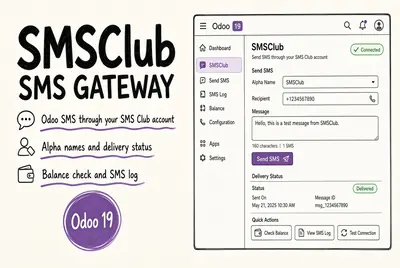 SMSClub
SMS GATEWAY
Odoo SMS through your SMS Club account
Alpha names and delivery status
Balance check and SMS log
Odoo 19
Odoo 19
Dashboard
SMSClub
Send SMS
SMS Log
Balance
Configuration
Apps
Settings
SMSClub
Send SMS through your SMS Club account
Connected
Send SMS
Alpha Name
SMSClub
Recipient
+1234567890
Message
Hello, this is a test message from SMSClub.
160 characters | 1 SMS
Send SMS
Delivery Status
Status
Delivered
Sent On
Message ID
May 21, 2025 10:30 AM
msg_1234567890
Quick Actions
Check Balance
View SMS Log
Test Connection